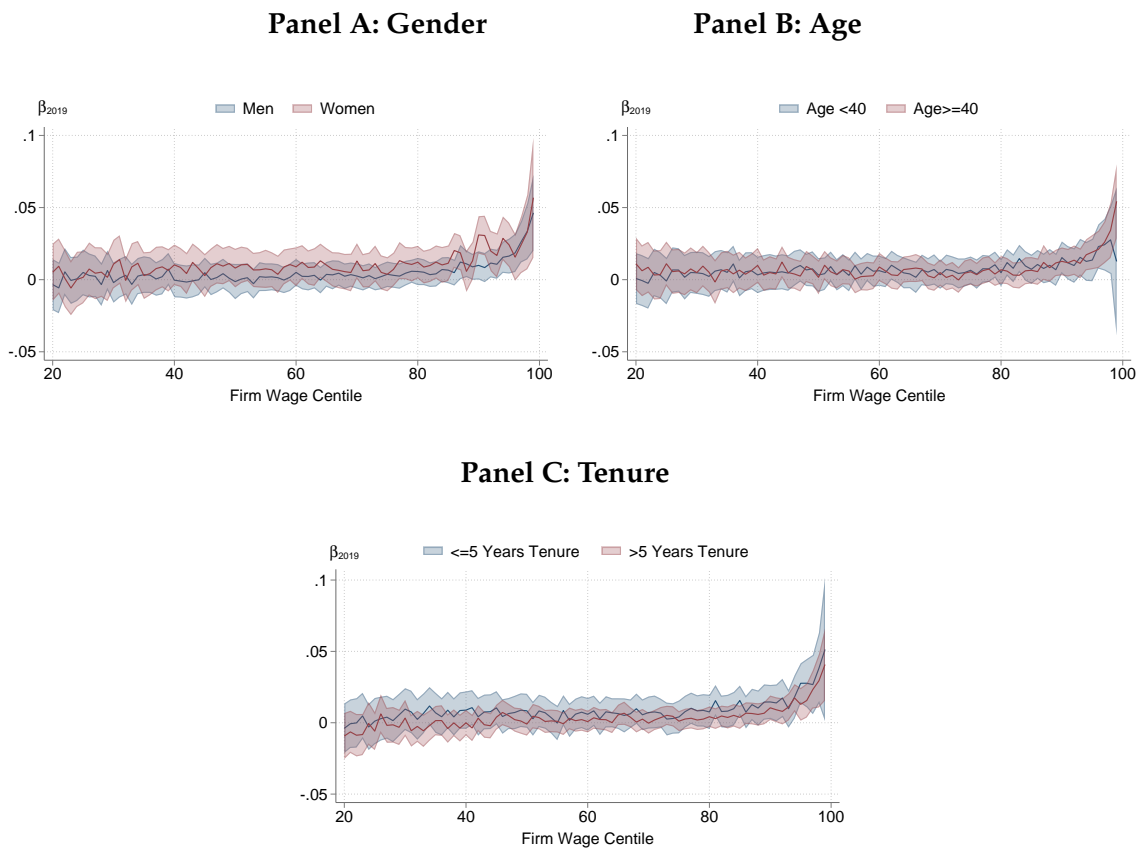 Panel A: Gender
Panel B: Age
β2019
Men
Women
.1
.05
0
-.05
20
40
60
80
100
Firm Wage Centile
β2019
Age <40
Age>=40
.1
.05
0
-.05
20
40
60
80
100
Firm Wage Centile
Panel C: Tenure
β2019
<=5 Years Tenure
>5 Years Tenure
.1
.05
0
-.05
20
40
60
80
100
Firm Wage Centile